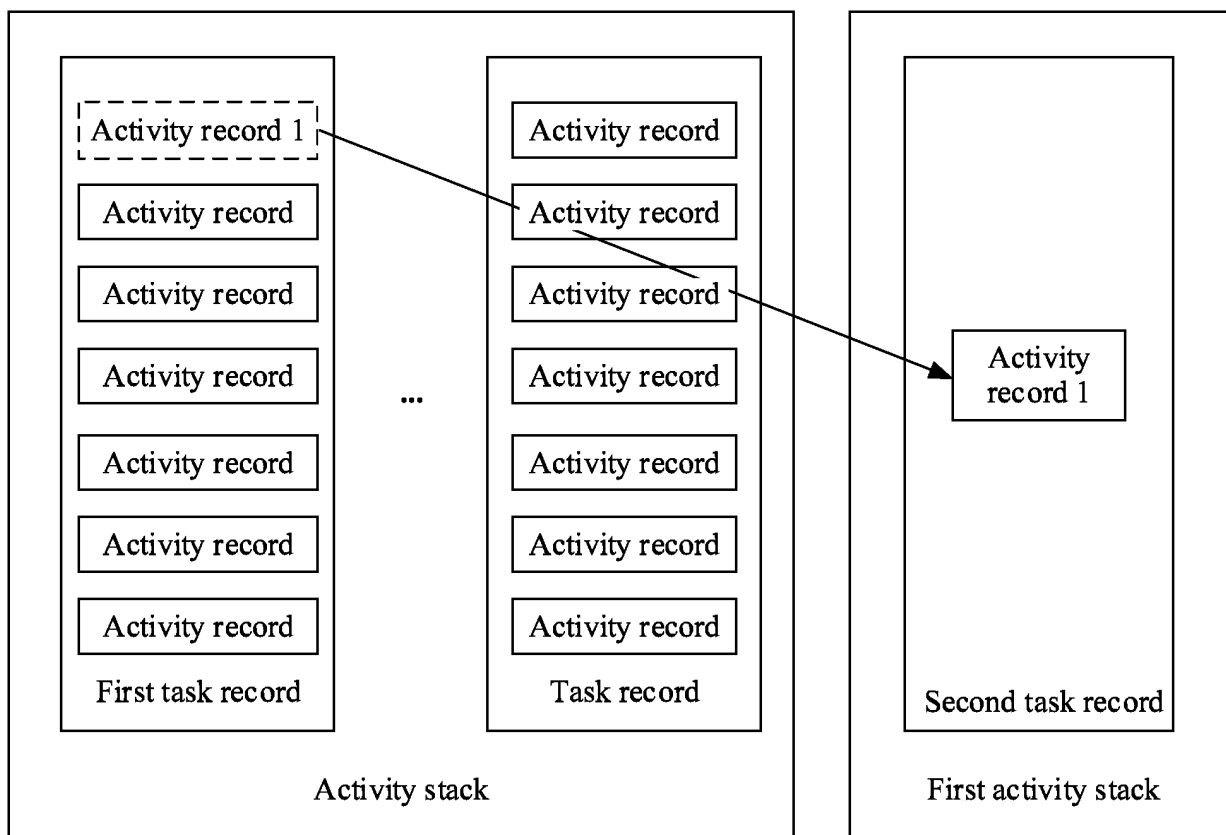 Activity record 1
Activity record
Activity record
Activity record
Activity record
Activity record
Activity record
First task record
...
Activity record
Activity record
Activity record
Activity record
Activity record
Activity record
Activity record
Task record
Activity stack
Activity
record 1
Second task record
First activity stack